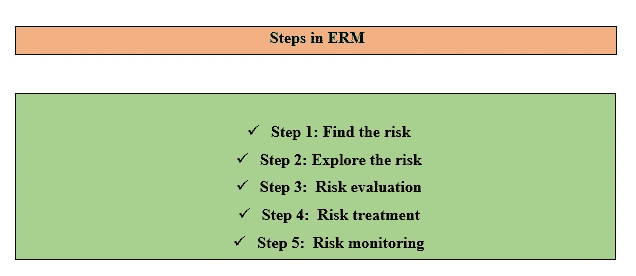 Steps in ERM
✓ Step 1: Find the risk
✓ Step 2: Explore the risk
✓ Step 3: Risk evaluation
✓ Step 4: Risk treatment
✓ Step 5: Risk monitoring